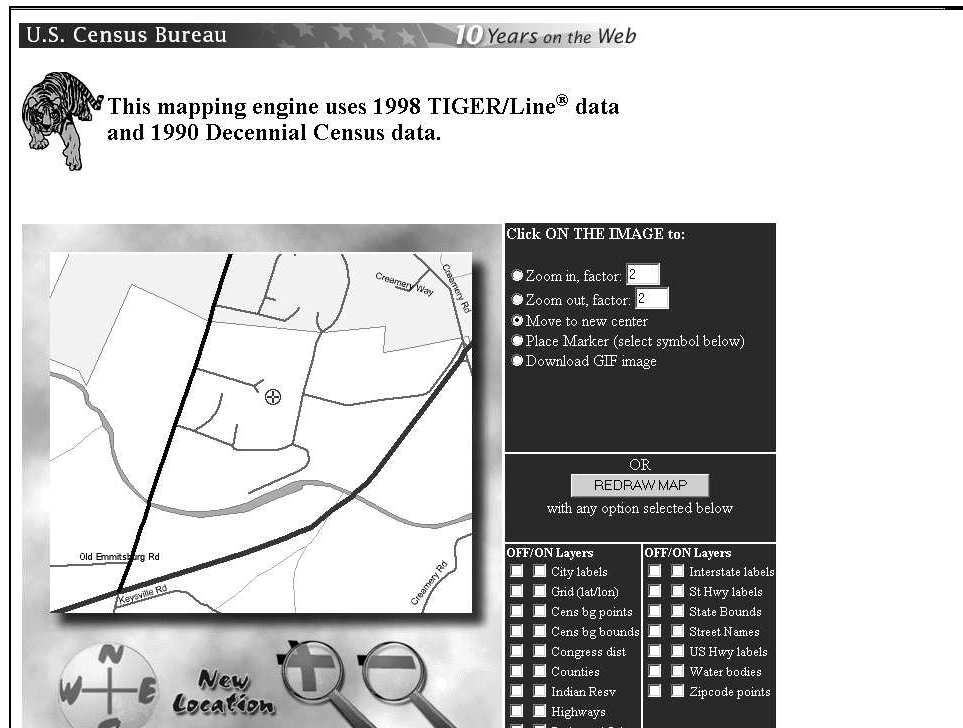 U.S. Census Bureau
10 Years on the Web
This mapping engine uses 1998 TIGER/Line® data
and 1990 Decennial Census data.
Creamery Way
Creamery Rd
Old Emmitsburg Rd
Keysville Rd
Creamery Rd
N
W E
New
Location
Click ON THE IMAGE to:
Zoom in, factor: 2
Zoom out, factor: 2
Move to new center
Place Marker (select symbol below)
Download GIF image
OR
REDRAW MAP
with any option selected below
OFF/ON Layers
City labels
Grid (lat/lon)
Cens bg points
Cens bg bounds
Congress dist
Counties
Indian Resv
Highways
OFF/ON Layers
Interstate labels
St Hwy labels
State Bounds
Street Names
US Hwy labels
Water bodies
Zipcode points